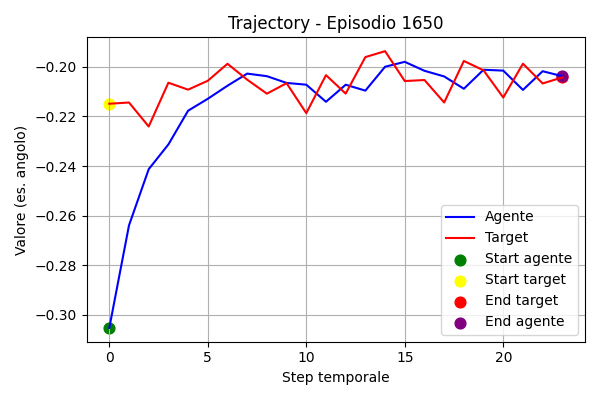 Trajectory - Episodio 1650
Valore (es. angolo)
−0.20
−0.22
−0.24
−0.26
−0.28
−0.30
0
5
10
15
20
Step temporale
Agente
Target
Start agente
Start target
End target
End agente